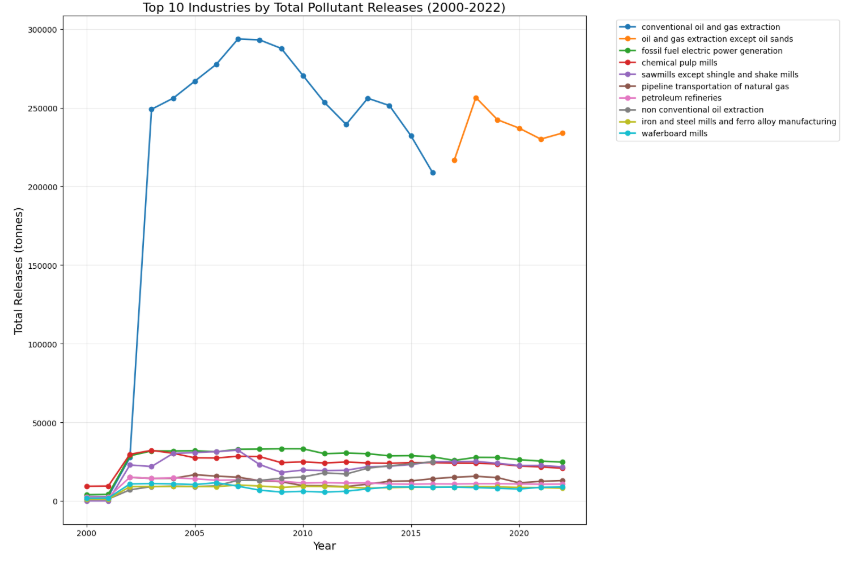 Top 10 Industries by Total Pollutant Releases (2000-2022)
conventional oil and gas extraction
oil and gas extraction except oil sands
fossil fuel electric power generation
chemical pulp mills
sawmills except shingle and shake mills
pipeline transportation of natural gas
petroleum refineries
non conventional oil extraction
iron and steel mills and ferro alloy manufacturing
waferboard mills
Total Releases (tonnes)
300000
250000
200000
150000
100000
50000
0
2000
2005
2010
2015
2020
Year